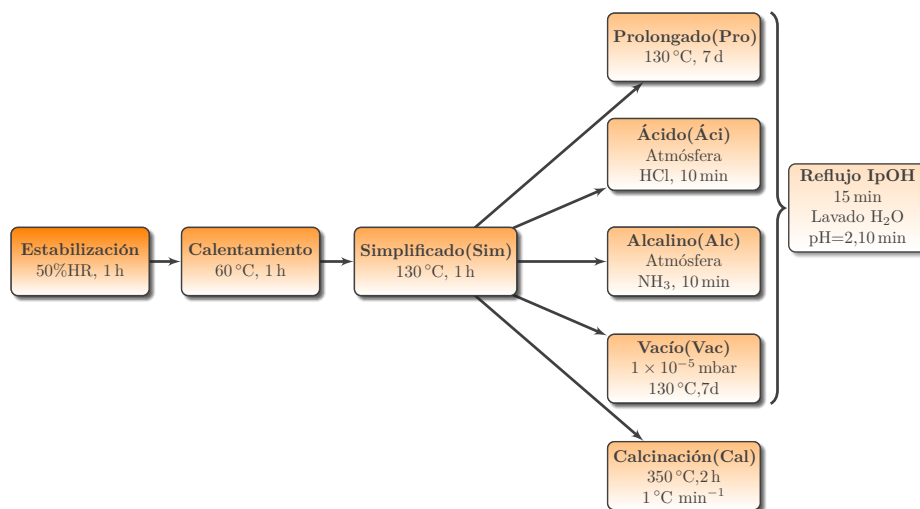 Estabilización
50%HR, 1 h
Calentamiento
60 °C, 1 h
Simplificado(Sim)
130 °C, 1 h
Prolongado(Pro)
130 °C, 7 d
Ácido(Áci)
Atmósfera
HCl, 10 min
Alcalino(Alc)
Atmósfera
NH₃, 10 min
Vacío(Vac)
1 × 10⁻⁵ mbar
130 °C,7d
Calcinación(Cal)
350 °C,2 h
1 °C min⁻¹
Reflujo IpOH
15 min
Lavado H₂O
pH=2,10 min